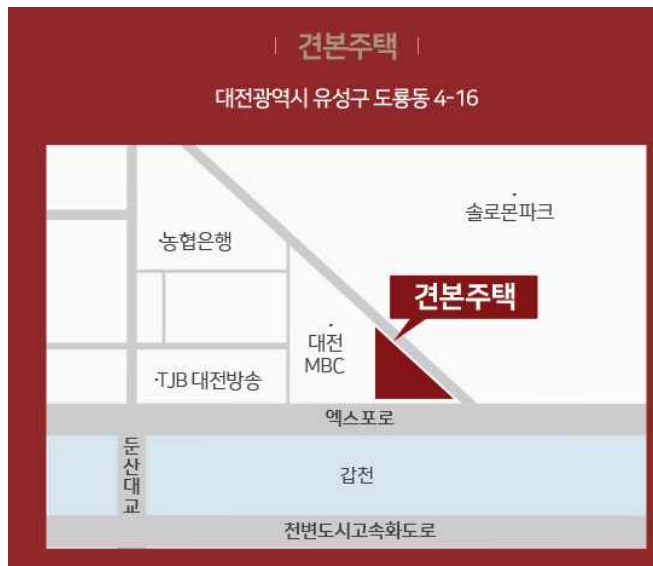 견본주택
대전광역시 유성구 도룡동 4-16
솔로몬파크
·농협은행
견본주택
대전
MBC
·TJB 대전방송
엑스포로
둔산대교
갑천
천변도시고속화도로